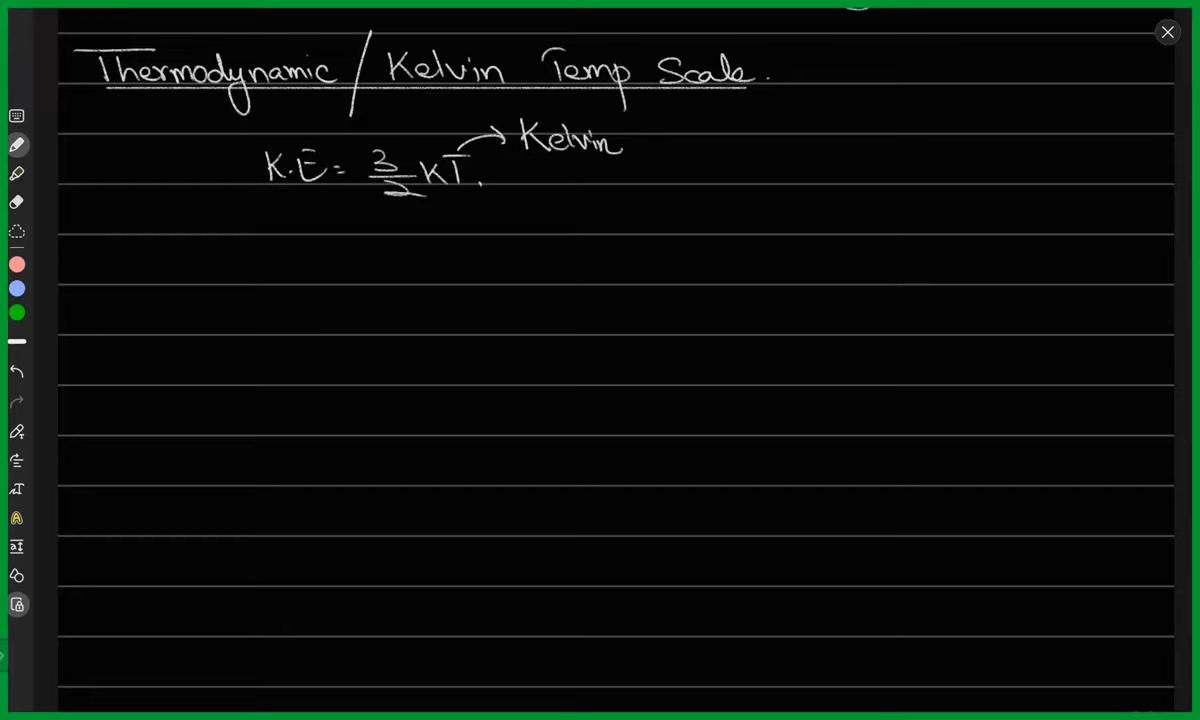 Thermodynamic / Kelvin Temp Scale.
K.E = 3/2 KT. → Kelvin